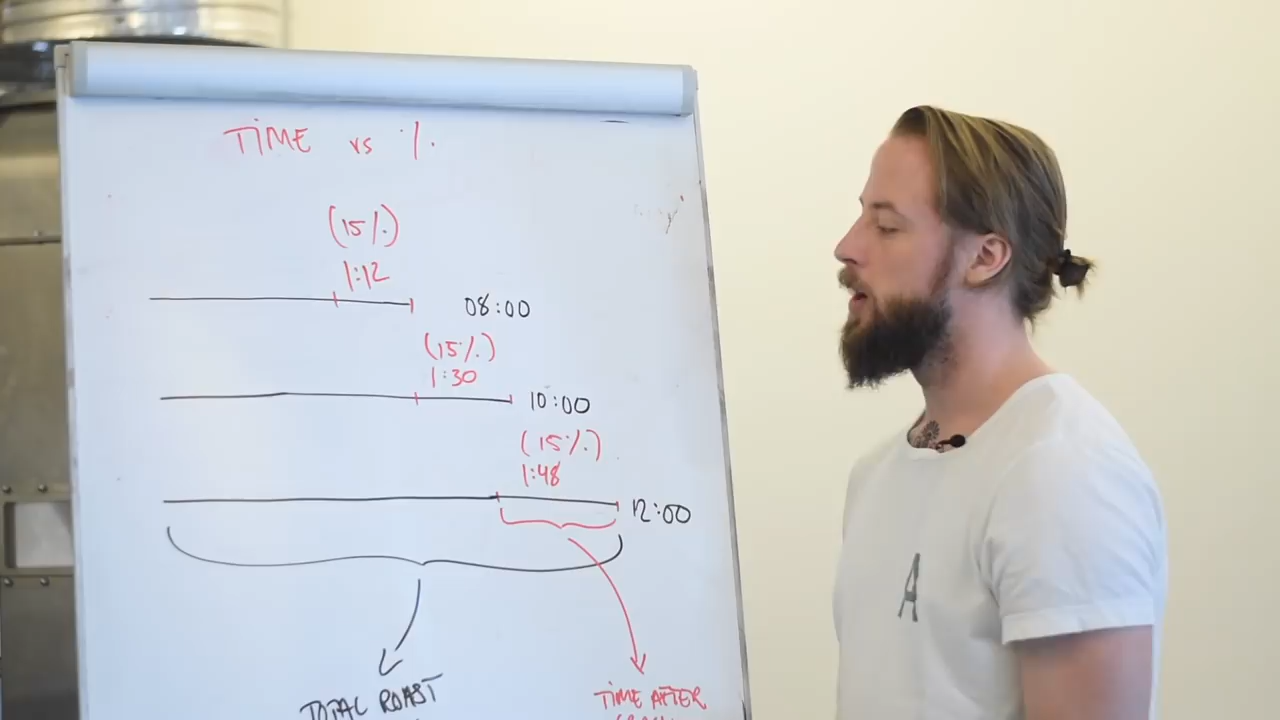 TIME vs %.
(15%)
1:12
08:00
(15%)
1:30
10:00
(15%)
1:48
12:00
TOTAL ROAST
TIME AFTER
A